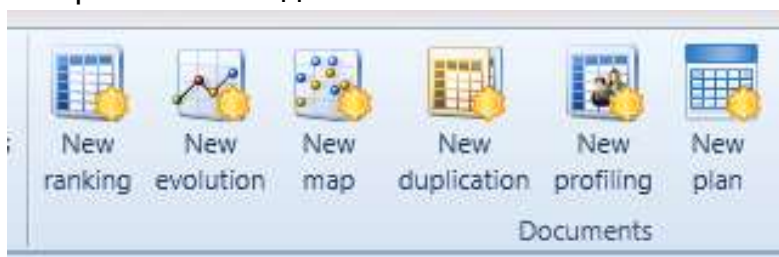 New ranking
New evolution
New map
New duplication
New profiling
New plan
Documents